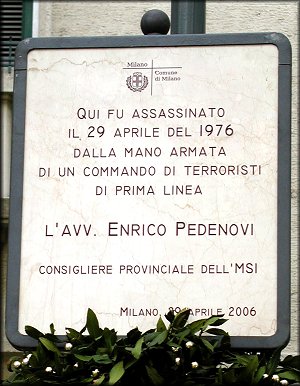 Milano
Comune
di Milano
QUI FU ASSASSINATO
IL 29 APRILE DEL 1976
DALLA MANO ARMATA
DI UN COMMANDO DI TERRORISTI
DI PRIMA LINEA
L'AVV. ENRICO PEDENOVI
CONSIGLIERE PROVINCIALE DELL'MSI
MILANO, 29 APRILE 2006